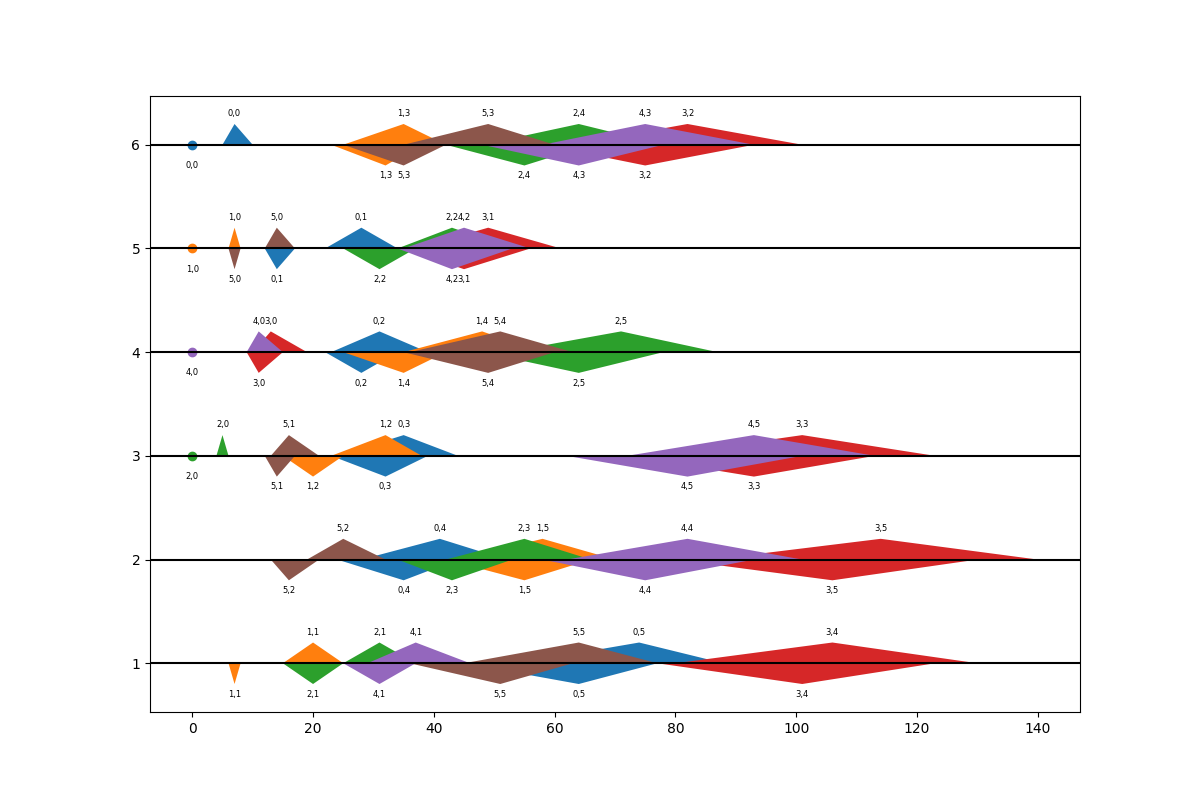 0,0 1,3 5,3 2,4 4,3 3,2
6
0,0 1,3 5,3 2,4 4,3 3,2
1,0 5,0 0,1 2,24,2 3,1
5
1,0 5,0 0,1 2,2 4,23,1
4,03,0 0,2 1,4 5,4 2,5
4
4,0 3,0 0,2 1,4 5,4 2,5
2,0 5,1 1,2 0,3 4,5 3,3
3
2,0 5,1 1,2 0,3 4,5 3,3
5,2 0,4 2,3 1,5 4,4 3,5
2
5,2 0,4 2,3 1,5 4,4 3,5
1,1 2,1 4,1 5,5 0,5 3,4
1
1,1 2,1 4,1 5,5 0,5 3,4
0 20 40 60 80 100 120 140